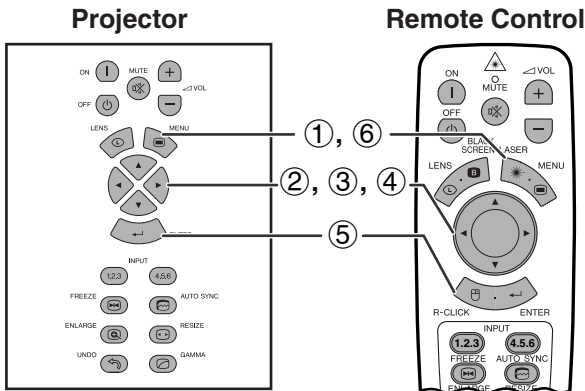 Projector
Remote Control
ON
MUTE
VOL
OFF
LENS
MENU
L
INPUT
1,2,3
4,5,6
FREEZE
AUTO SYNC
ENLARGE
RESIZE
UNDO
GAMMA
①, ⑥
②, ③, ④
⑤
ON
MUTE
VOL
OFF
BLACK
SCREEN LASER
LENS
MENU
L
B
R-CLICK
ENTER
INPUT
1.2.3
4.5.6
FREEZE
AUTO SYNC
ENLARGE
RESIZE